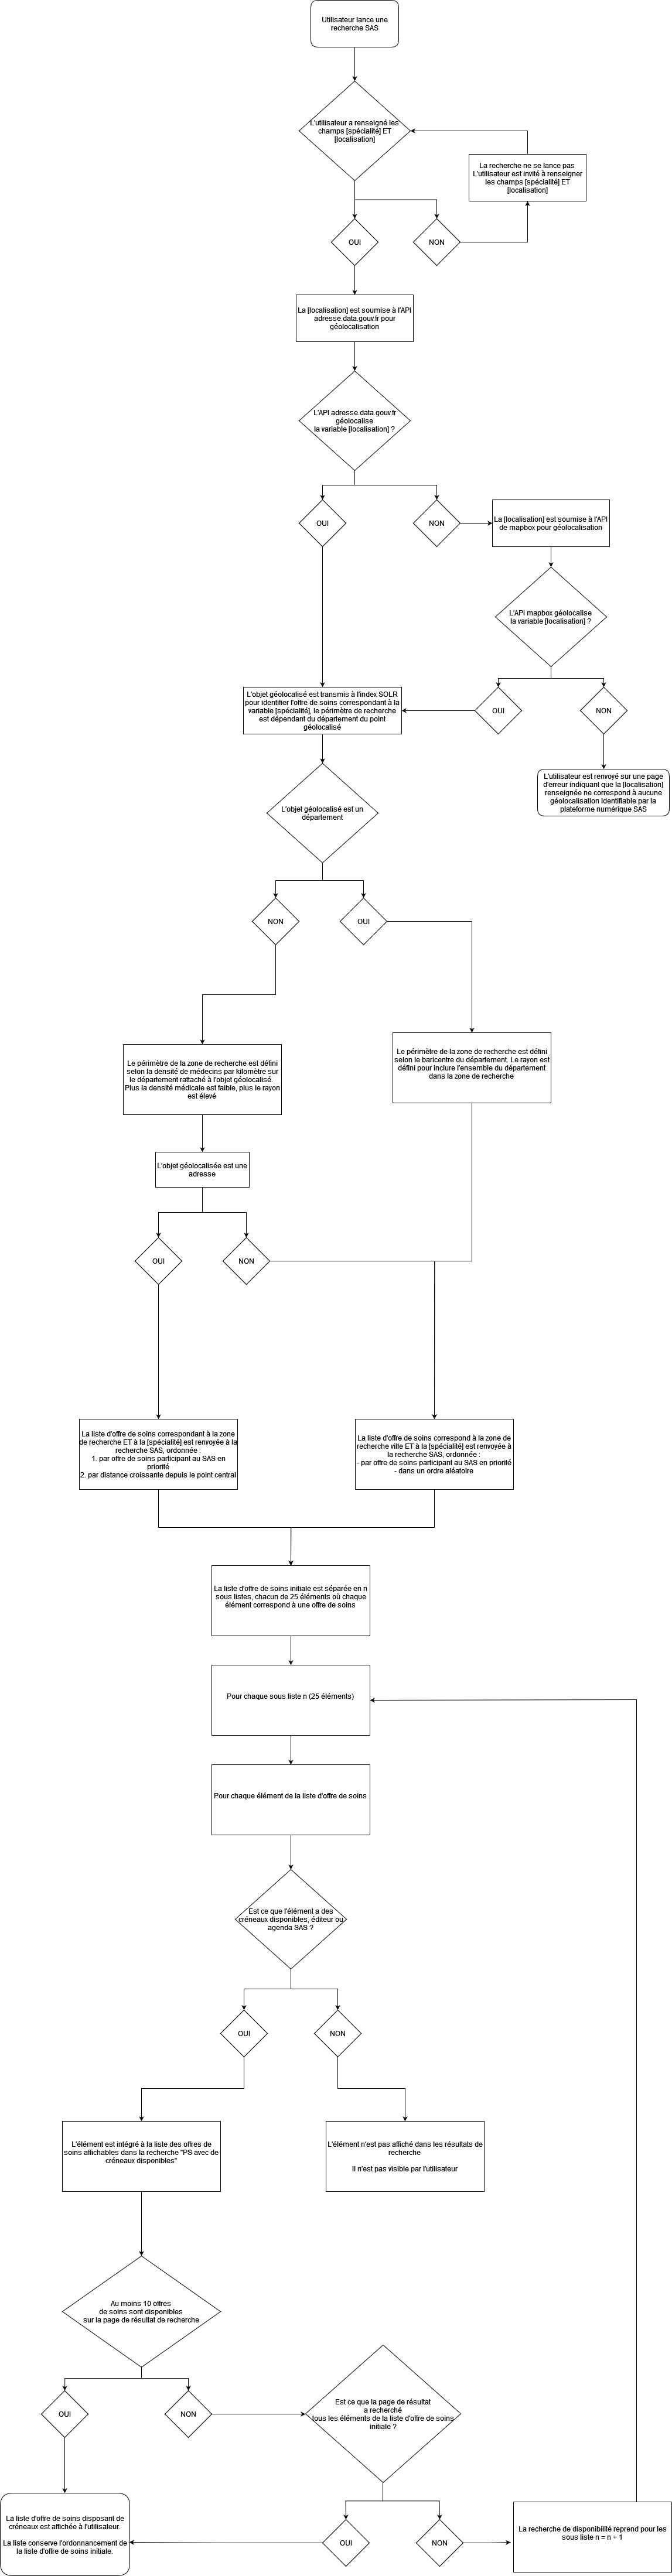 Utilisateur lance une
recherche SAS
L'utilisateur a renseigné les
champs [spécialité] ET
[localisation]
La recherche ne se lance pas
L'utilisateur est invité à renseigner
les champs [spécialité] ET
[localisation]
OUI
NON
La [localisation] est soumise à l'API
adresse.data.gouv.fr pour
géolocalisation
L'API adresse.data.gouv.fr
géolocalise
la variable [localisation] ?
OUI
NON
La [localisation] est soumise à l'API
de mapbox pour géolocalisation
L'API mapbox géolocalise
la variable [localisation] ?
OUI
NON
L'objet géolocalisé est transmis à l'index SOLR
pour identifier l'offre de soins correspondant à la
variable [spécialité], le périmètre de recherche
est dépendant du département du point
géolocalisé
L'utilisateur est renvoyé sur une page
d'erreur indiquant que la [localisation]
renseignée ne correspond à aucune
géolocalisation identifiable par la
plateforme numérique SAS
L'objet géolocalisé est un
département
NON
OUI
Le périmètre de la zone de recherche est défini
selon la densité de médecins par kilomètre sur
le département rattaché à l'objet géolocalisé.
Plus la densité médicale est faible, plus le rayon
est élevé
Le périmètre de la zone de recherche est défini
selon le baricentre du département. Le rayon est
défini pour inclure l'ensemble du département
dans la zone de recherche
L'objet géolocalisée est une
adresse
OUI
NON
La liste d'offre de soins correspondant à la zone
de recherche ET à la [spécialité] est renvoyée à la
recherche SAS, ordonnée :
1. par offre de soins participant au SAS en
priorité
2. par distance croissante depuis le point central
La liste d'offre de soins correspond à la zone de
recherche ville ET à la [spécialité] est renvoyée à
la recherche SAS, ordonnée :
- par offre de soins participant au SAS en priorité
- dans un ordre aléatoire
La liste d'offre de soins initiale est séparée en n
sous listes, chacun de 25 éléments où chaque
élément correspond à une offre de soins
Pour chaque sous liste n (25 éléments)
Pour chaque élément de la liste d'offre de soins
Est ce que l'élément a des
créneaux disponibles, éditeur ou
agenda SAS ?
OUI
NON
L'élément est intégré à la liste des offres de
soins affichables dans la recherche "PS avec de
créneaux disponibles"
L'élément n'est pas affiché dans les résultats de
recherche
Il n'est pas visible par l'utilisateur
Au moins 10 offres
de soins sont disponibles
sur la page de résultat de recherche
OUI
NON
Est ce que la page de résultat
a recherché
tous les éléments de la liste d'offre de soins
initiale ?
La liste d'offre de soins disposant de
créneaux est affichée à l'utilisateur.
La liste conserve l'ordonnancement de
la liste d'offre de soins initiale.
OUI
NON
La recherche de disponibilité reprend pour les
sous liste n = n + 1